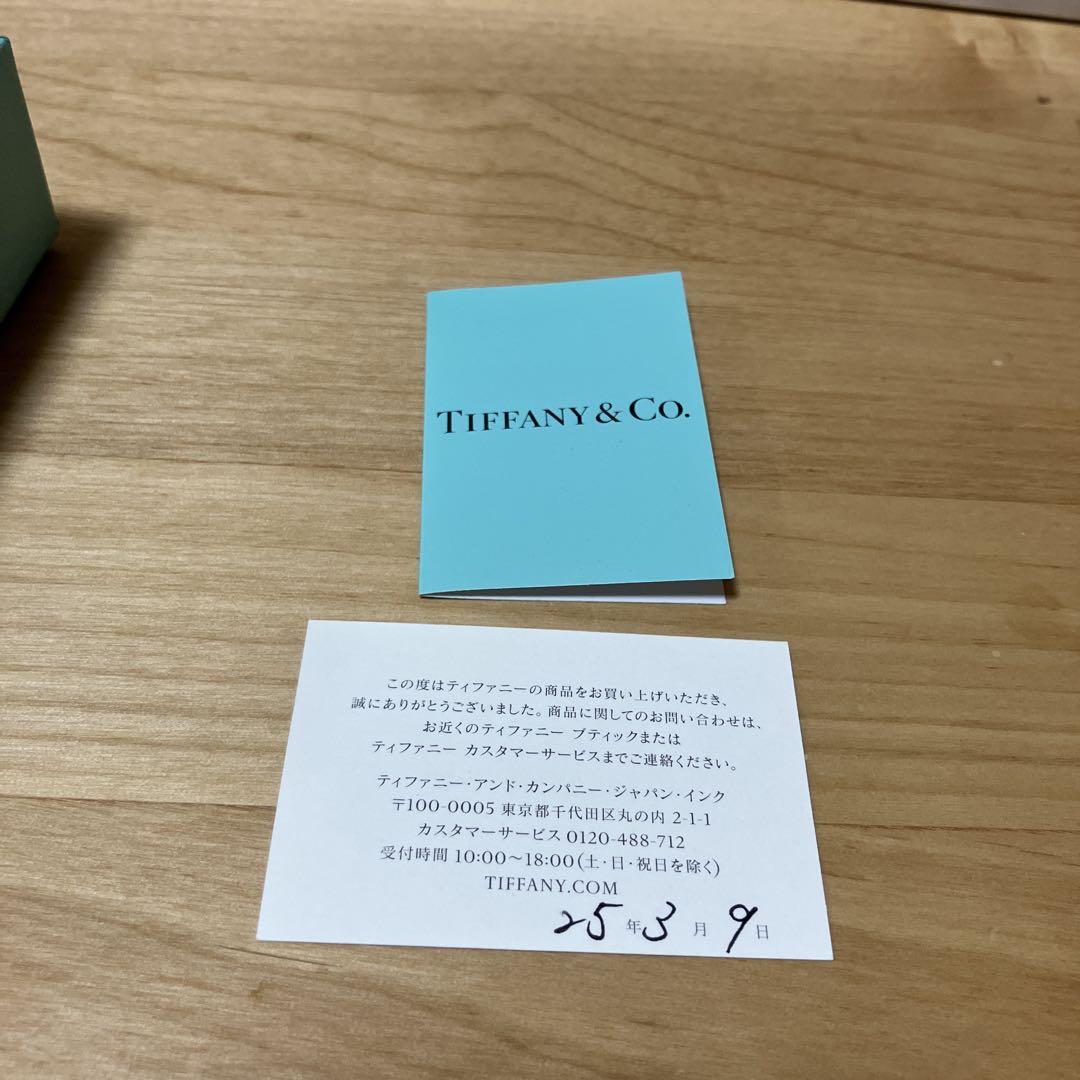 TIFFANY & CO.
この度はティファニーの商品をお買い上げいただき、
誠にありがとうございました。商品に関してのお問い合わせは、
お近くのティファニー ブティックまたは
ティファニー カスタマーサービスまでご連絡ください。
ティファニー・アンド・カンパニー・ジャパン・インク
〒100-0005 東京都千代田区丸の内 2-1-1
カスタマーサービス 0120-488-712
受付時間 10:00〜18:00(土・日・祝日を除く)
TIFFANY.COM
25年3月9日